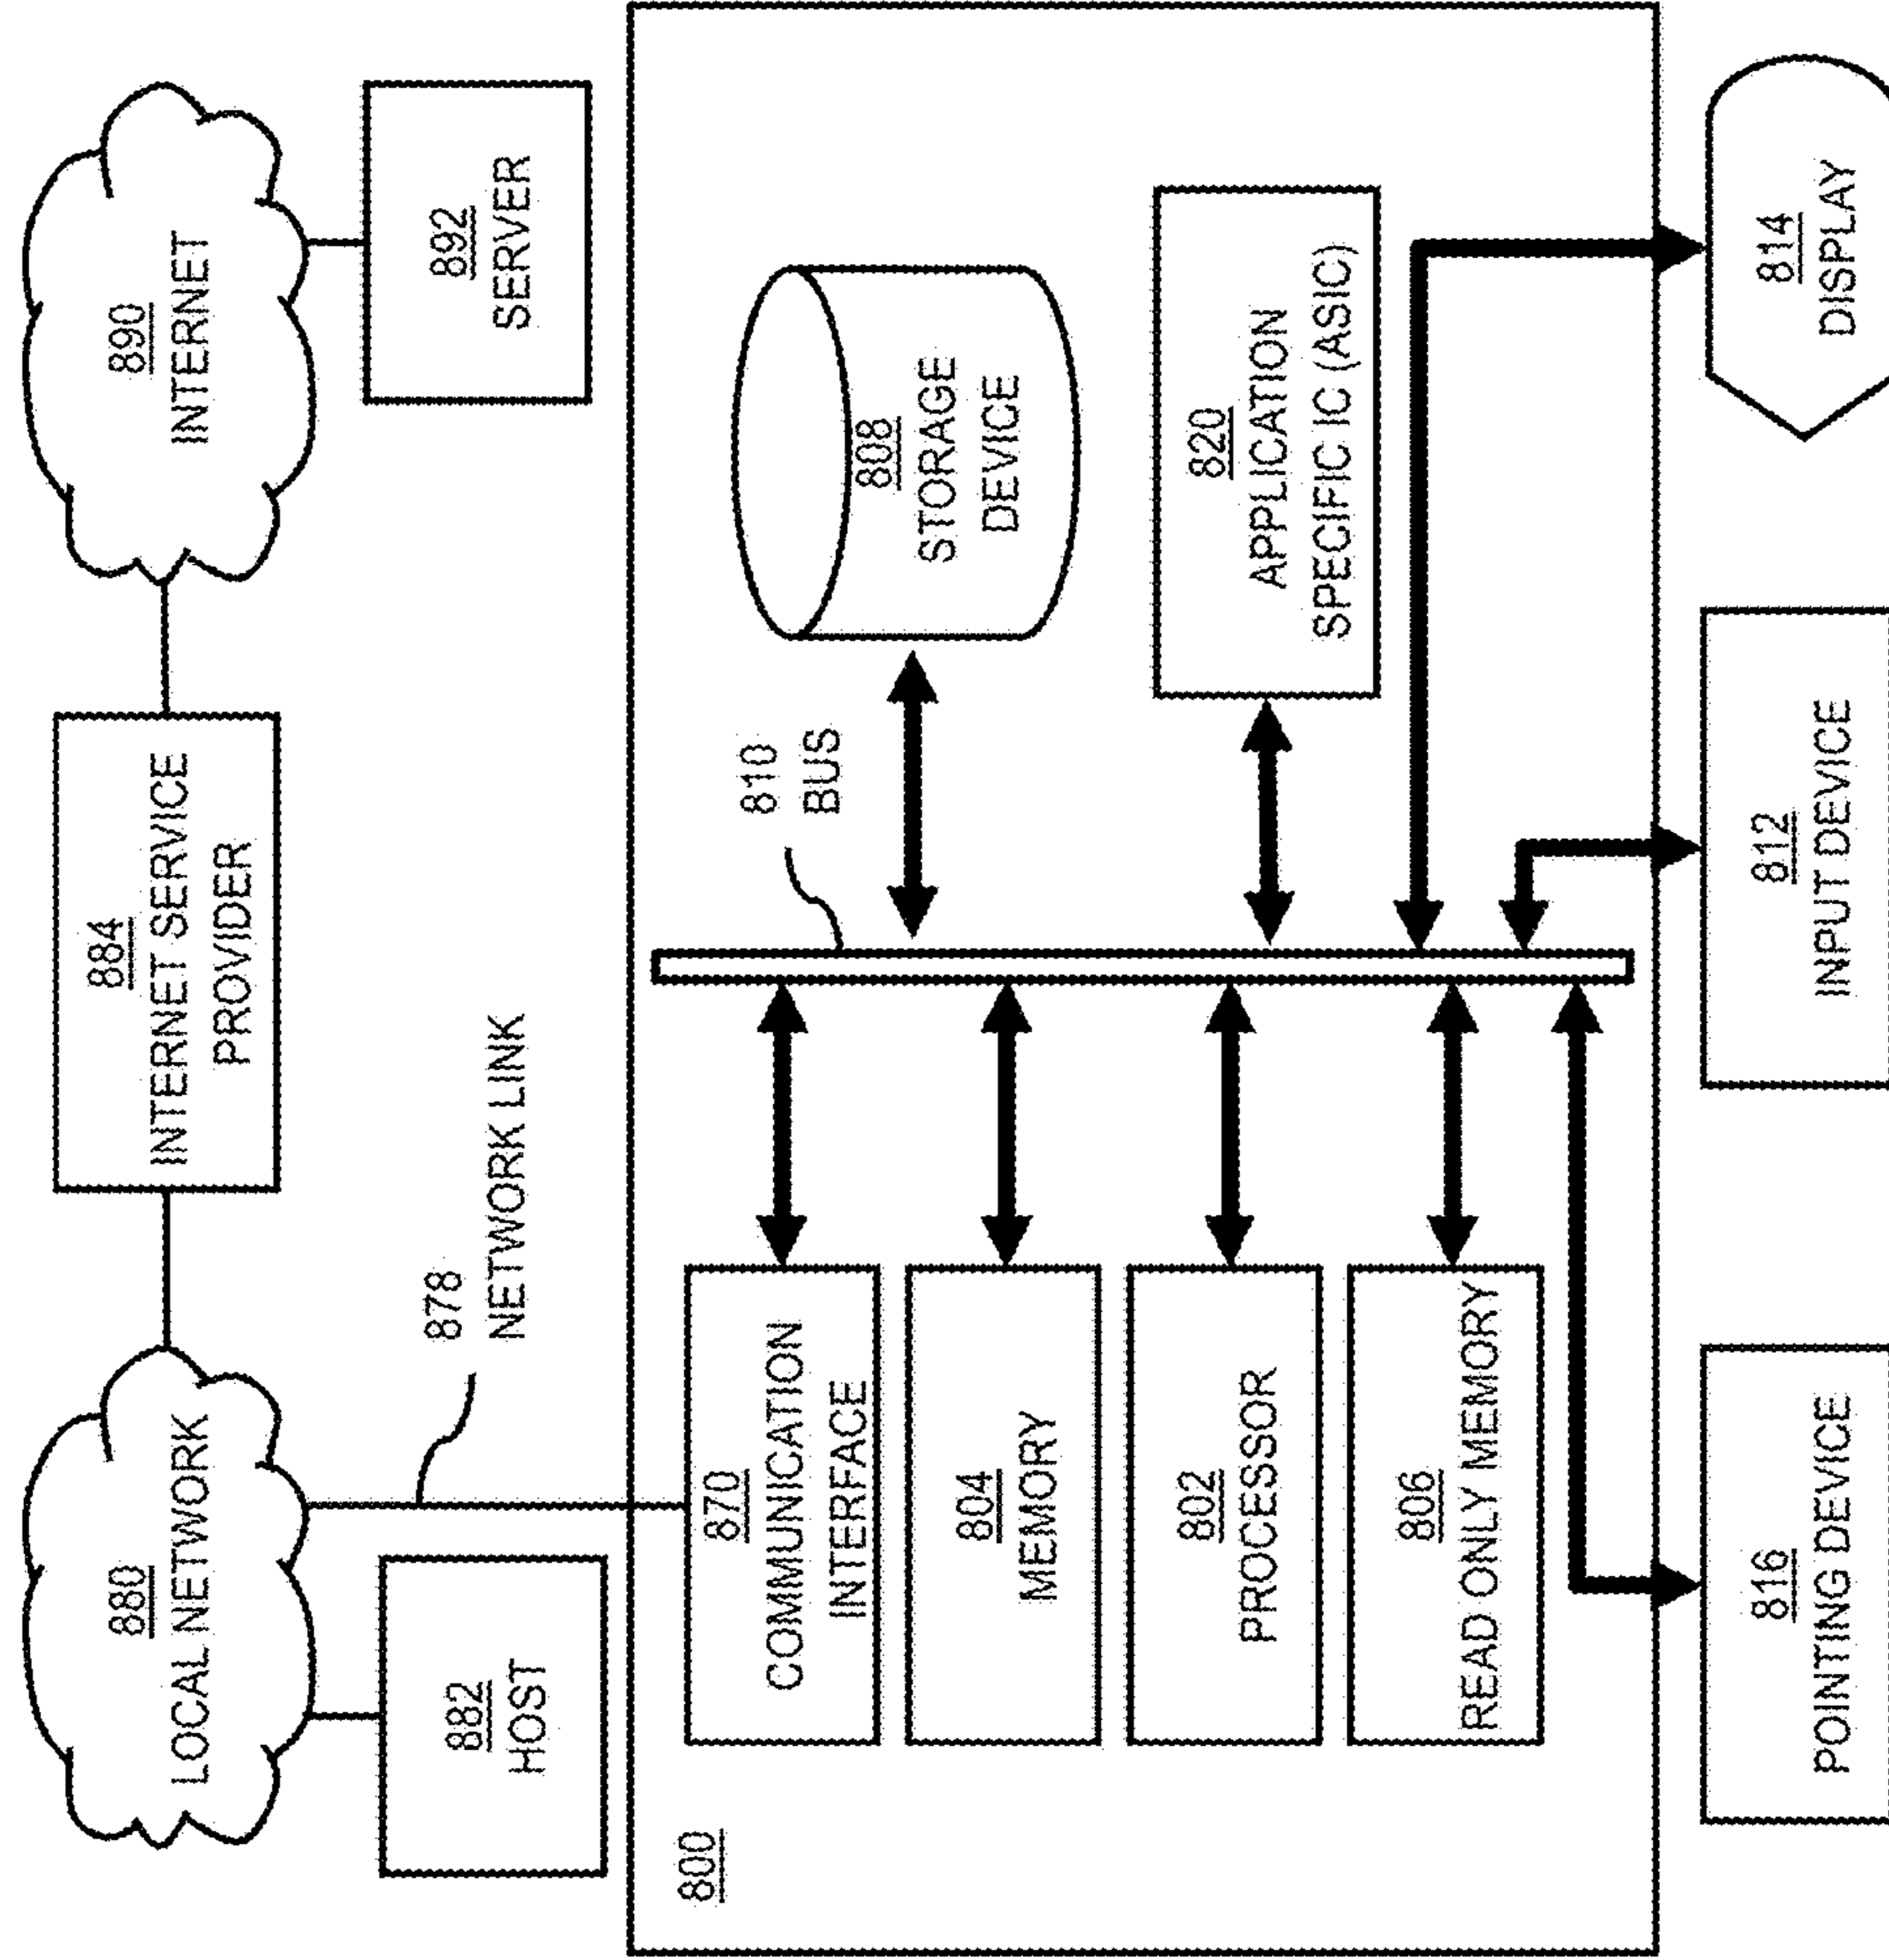 880
LOCAL NETWORK
884
INTERNET SERVICE
PROVIDER
890
INTERNET
882
HOST
878
NETWORK LINK
892
SERVER
800
870
COMMUNICATION
INTERFACE
810
BUS
808
STORAGE
DEVICE
804
MEMORY
802
PROCESSOR
820
APPLICATION
SPECIFIC IC (ASIC)
806
READ ONLY MEMORY
816
POINTING DEVICE
812
INPUT DEVICE
814
DISPLAY